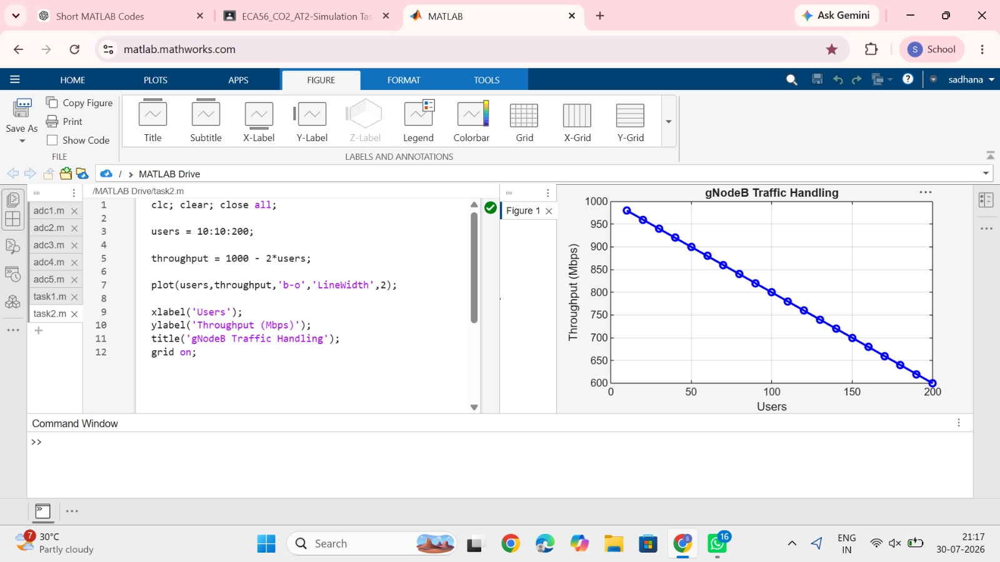 Short MATLAB Codes
ECA56_CO2_AT2-Simulation Tas
MATLAB
Ask Gemini
matlab.mathworks.com
S School
HOME PLOTS APPS FIGURE FORMAT TOOLS
sadhana
Save As
Copy Figure
Print
Show Code
FILE
Title Subtitle X-Label Y-Label Z-Label Legend Colorbar Grid X-Grid Y-Grid
LABELS AND ANNOTATIONS
/ > MATLAB Drive
/MATLAB Drive/task2.m
adc1.m
adc2.m
adc3.m
adc4.m
adc5.m
task1.m
task2.m
1 clc; clear; close all;
2
3 users = 10:10:200;
4
5 throughput = 1000 - 2*users;
6
7 plot(users,throughput,'b-o','LineWidth',2);
8
9 xlabel('Users');
10 ylabel('Throughput (Mbps)');
11 title('gNodeB Traffic Handling');
12 grid on;
Figure 1
gNodeB Traffic Handling
Throughput (Mbps)
1000
950
900
850
800
750
700
650
600
0 50 100 150 200
Users
Command Window
>>
7
30°C
Partly cloudy
Search
S
16
ENG
IN
21:17
30-07-2026